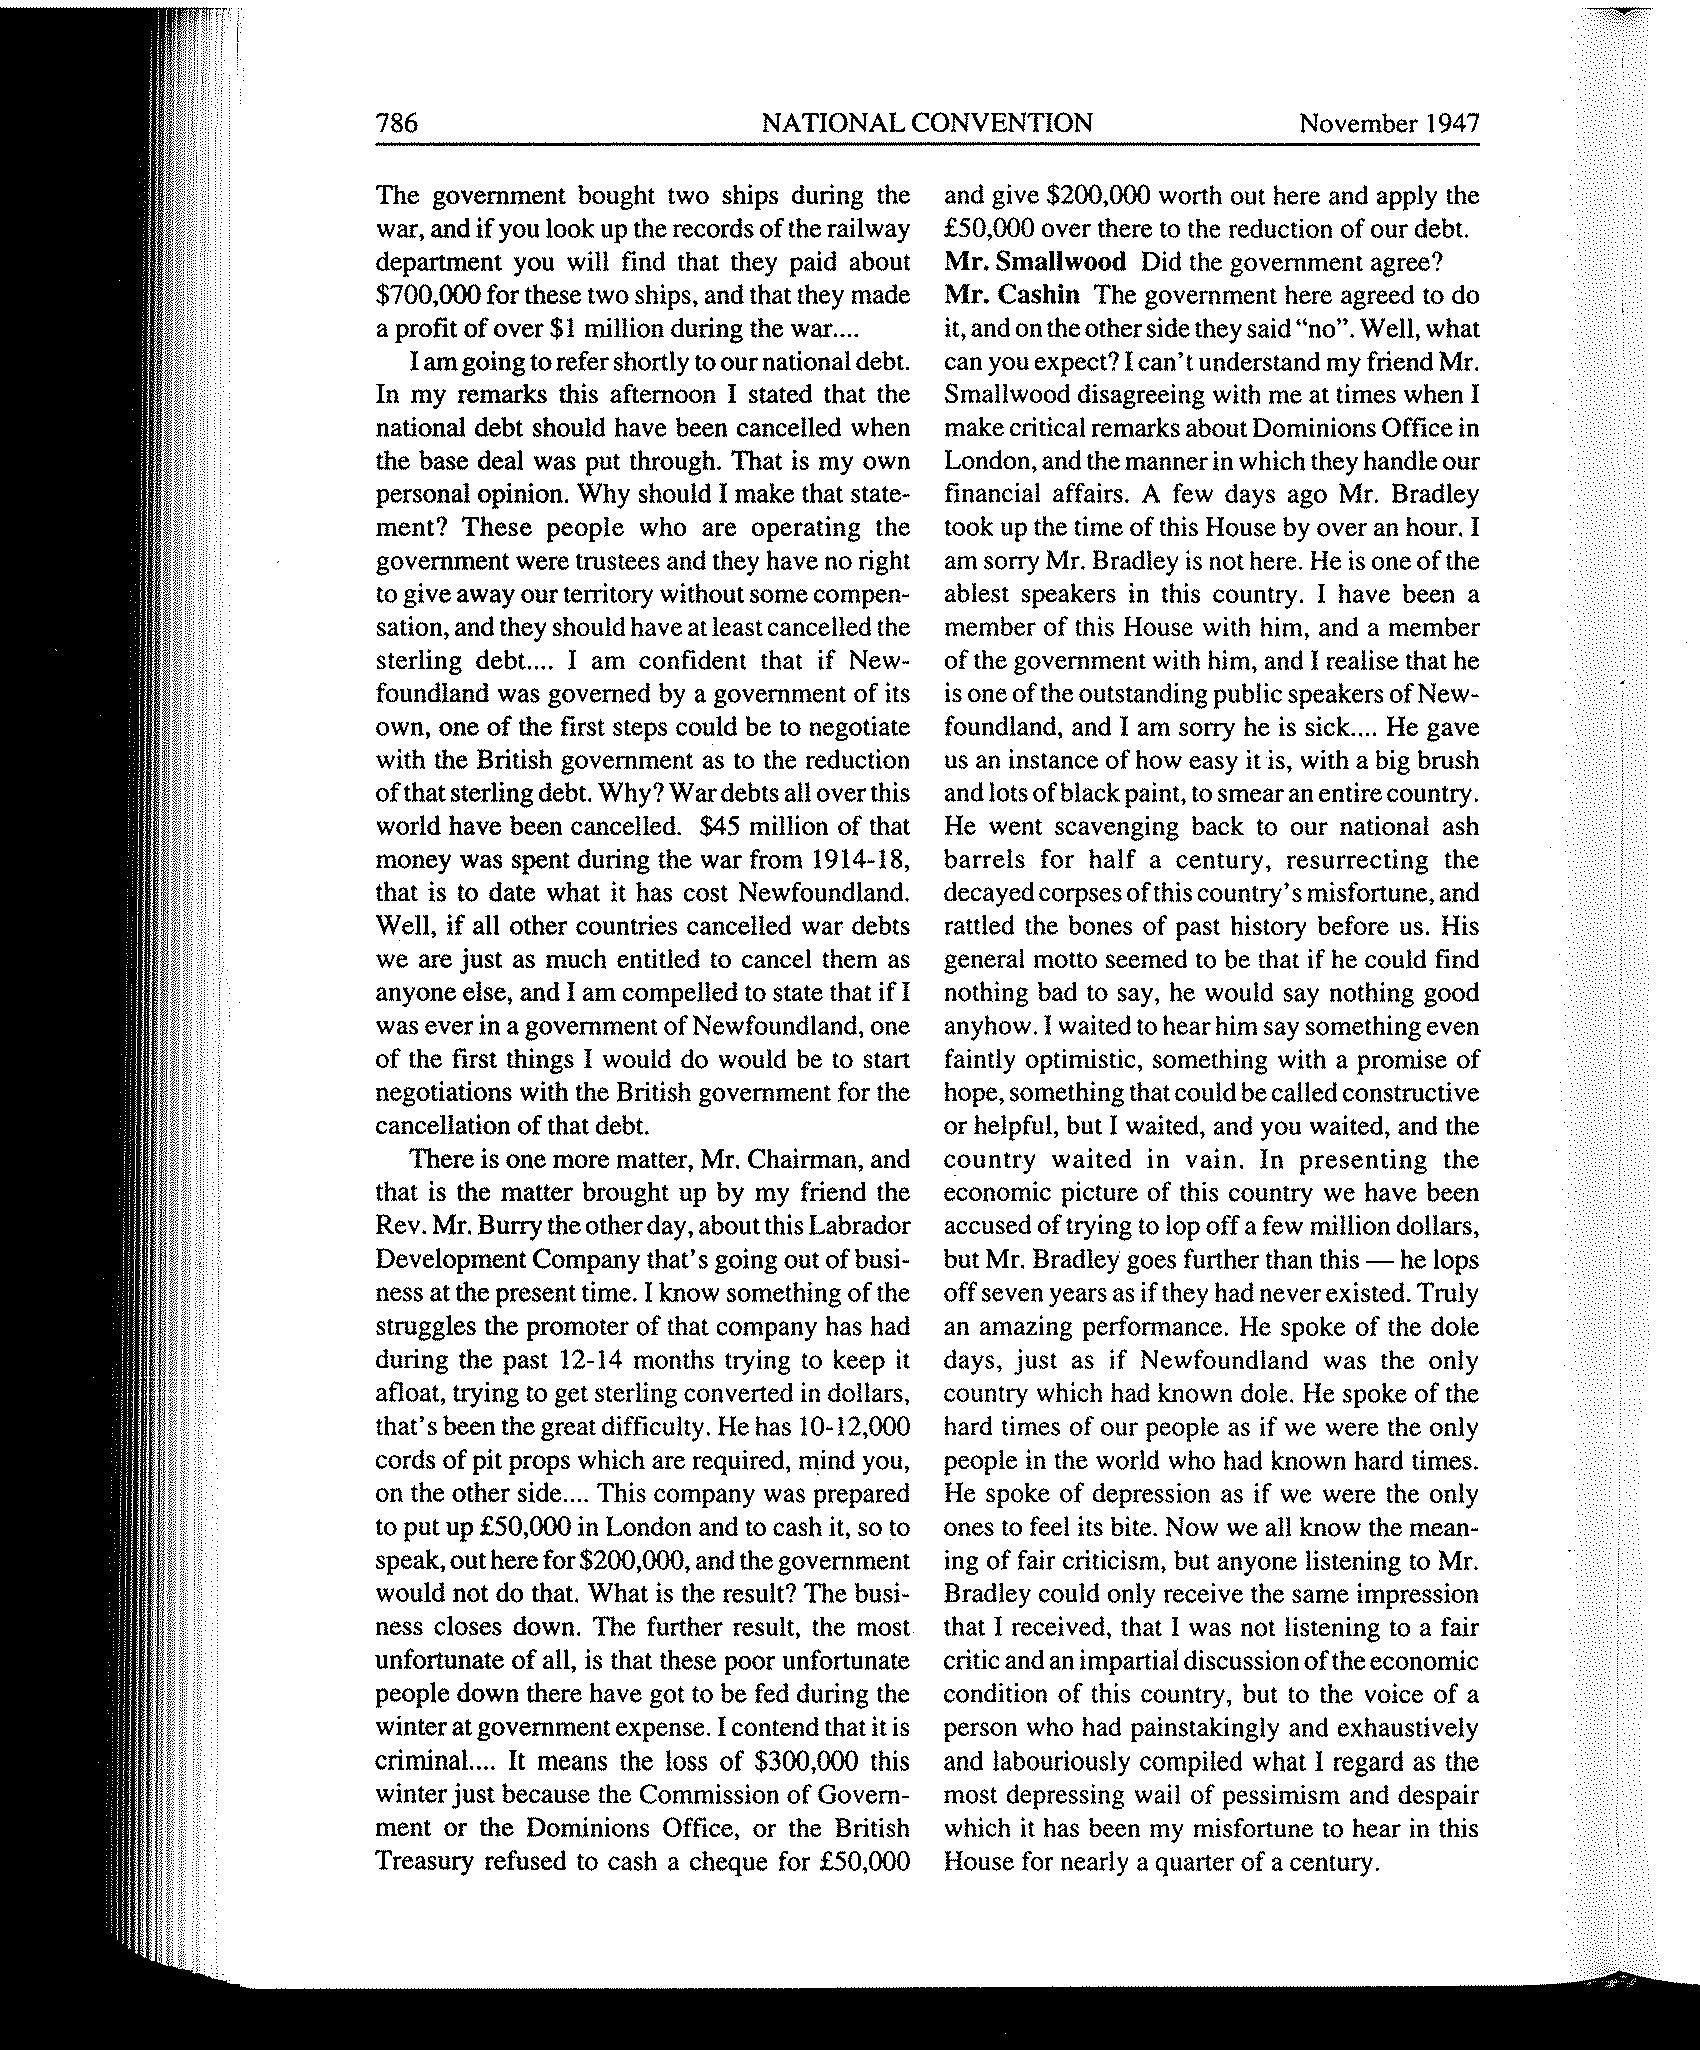 786 NATIONAL CONVENTION November 1947
The government bought two ships during the
war, and if you look up the records of the railway
department you will find that they paid about
$700,000 for these two ships, and that they made
a profit of over $1 million during the war....
I am going to refer shortly to our national debt.
In my remarks this afternoon I stated that the
national debt should have been cancelled when
the base deal was put through. That is my own
personal opinion. Why should I make that state-
ment? These people who are operating the
government were trustees and they have no right
to give away our territory without some compen-
sation, and they should have at least cancelled the
sterling debt.... I am confident that if New-
foundland was governed by a government of its
own, one of the first steps could be to negotiate
with the British government as to the reduction
of that sterling debt. Why? War debts all over this
world have been cancelled. $45 million of that
money was spent during the war from 1914-18,
that is to date what it has cost Newfoundland.
Well, if all other countries cancelled war debts
we are just as much entitled to cancel them as
anyone else, and I am compelled to state that if I
was ever in a government of Newfoundland, one
of the first things I would do would be to start
negotiations with the British government for the
cancellation of that debt.
There is one more matter, Mr. Chairman, and
that is the matter brought up by my friend the
Rev. Mr. Burry the other day, about this Labrador
Development Company that's going out of busi-
ness at the present time. I know something of the
struggles the promoter of that company has had
during the past 12-14 months trying to keep it
afloat, trying to get sterling converted in dollars,
that's been the great difficulty. He has 10-12,000
cords of pit props which are required, mind you,
on the other side.... This company was prepared
to put up £50,000 in London and to cash it, so to
speak, out here for $200,000, and the government
would not do that. What is the result? The busi-
ness closes down. The further result, the most
unfortunate of all, is that these poor unfortunate
people down there have got to be fed during the
winter at government expense. I contend that it is
criminal.... It means the loss of $300,000 this
winter just because the Commission of Govern-
ment or the Dominions Office, or the British
Treasury refused to cash a cheque for £50,000
and give $200,000 worth out here and apply the
£50,000 over there to the reduction of our debt.
Mr. Smallwood Did the government agree?
Mr. Cashin The government here agreed to do
it, and on the other side they said "no". Well, what
can you expect? I can't understand my friend Mr.
Smallwood disagreeing with me at times when I
make critical remarks about Dominions Office in
London, and the manner in which they handle our
financial affairs. A few days ago Mr. Bradley
took up the time of this House by over an hour. I
am sorry Mr. Bradley is not here. He is one of the
ablest speakers in this country. I have been a
member of this House with him, and a member
of the government with him, and I realise that he
is one of the outstanding public speakers of New-
foundland, and I am sorry he is sick.... He gave
us an instance of how easy it is, with a big brush
and lots of black paint, to smear an entire country.
He went scavenging back to our national ash
barrels for half a century, resurrecting the
decayed corpses of this country's misfortune, and
rattled the bones of past history before us. His
general motto seemed to be that if he could find
nothing bad to say, he would say nothing good
anyhow. I waited to hear him say something even
faintly optimistic, something with a promise of
hope, something that could be called constructive
or helpful, but I waited, and you waited, and the
country waited in vain. In presenting the
economic picture of this country we have been
accused of trying to lop off a few million dollars,
but Mr. Bradley goes further than this — he lops
off seven years as if they had never existed. Truly
an amazing performance. He spoke of the dole
days, just as if Newfoundland was the only
country which had known dole. He spoke of the
hard times of our people as if we were the only
people in the world who had known hard times.
He spoke of depression as if we were the only
ones to feel its bite. Now we all know the mean-
ing of fair criticism, but anyone listening to Mr.
Bradley could only receive the same impression
that I received, that I was not listening to a fair
critic and an impartial discussion of the economic
condition of this country, but to the voice of a
person who had painstakingly and exhaustively
and labouriously compiled what I regard as the
most depressing wail of pessimism and despair
which it has been my misfortune to hear in this
House for nearly a quarter of a century.